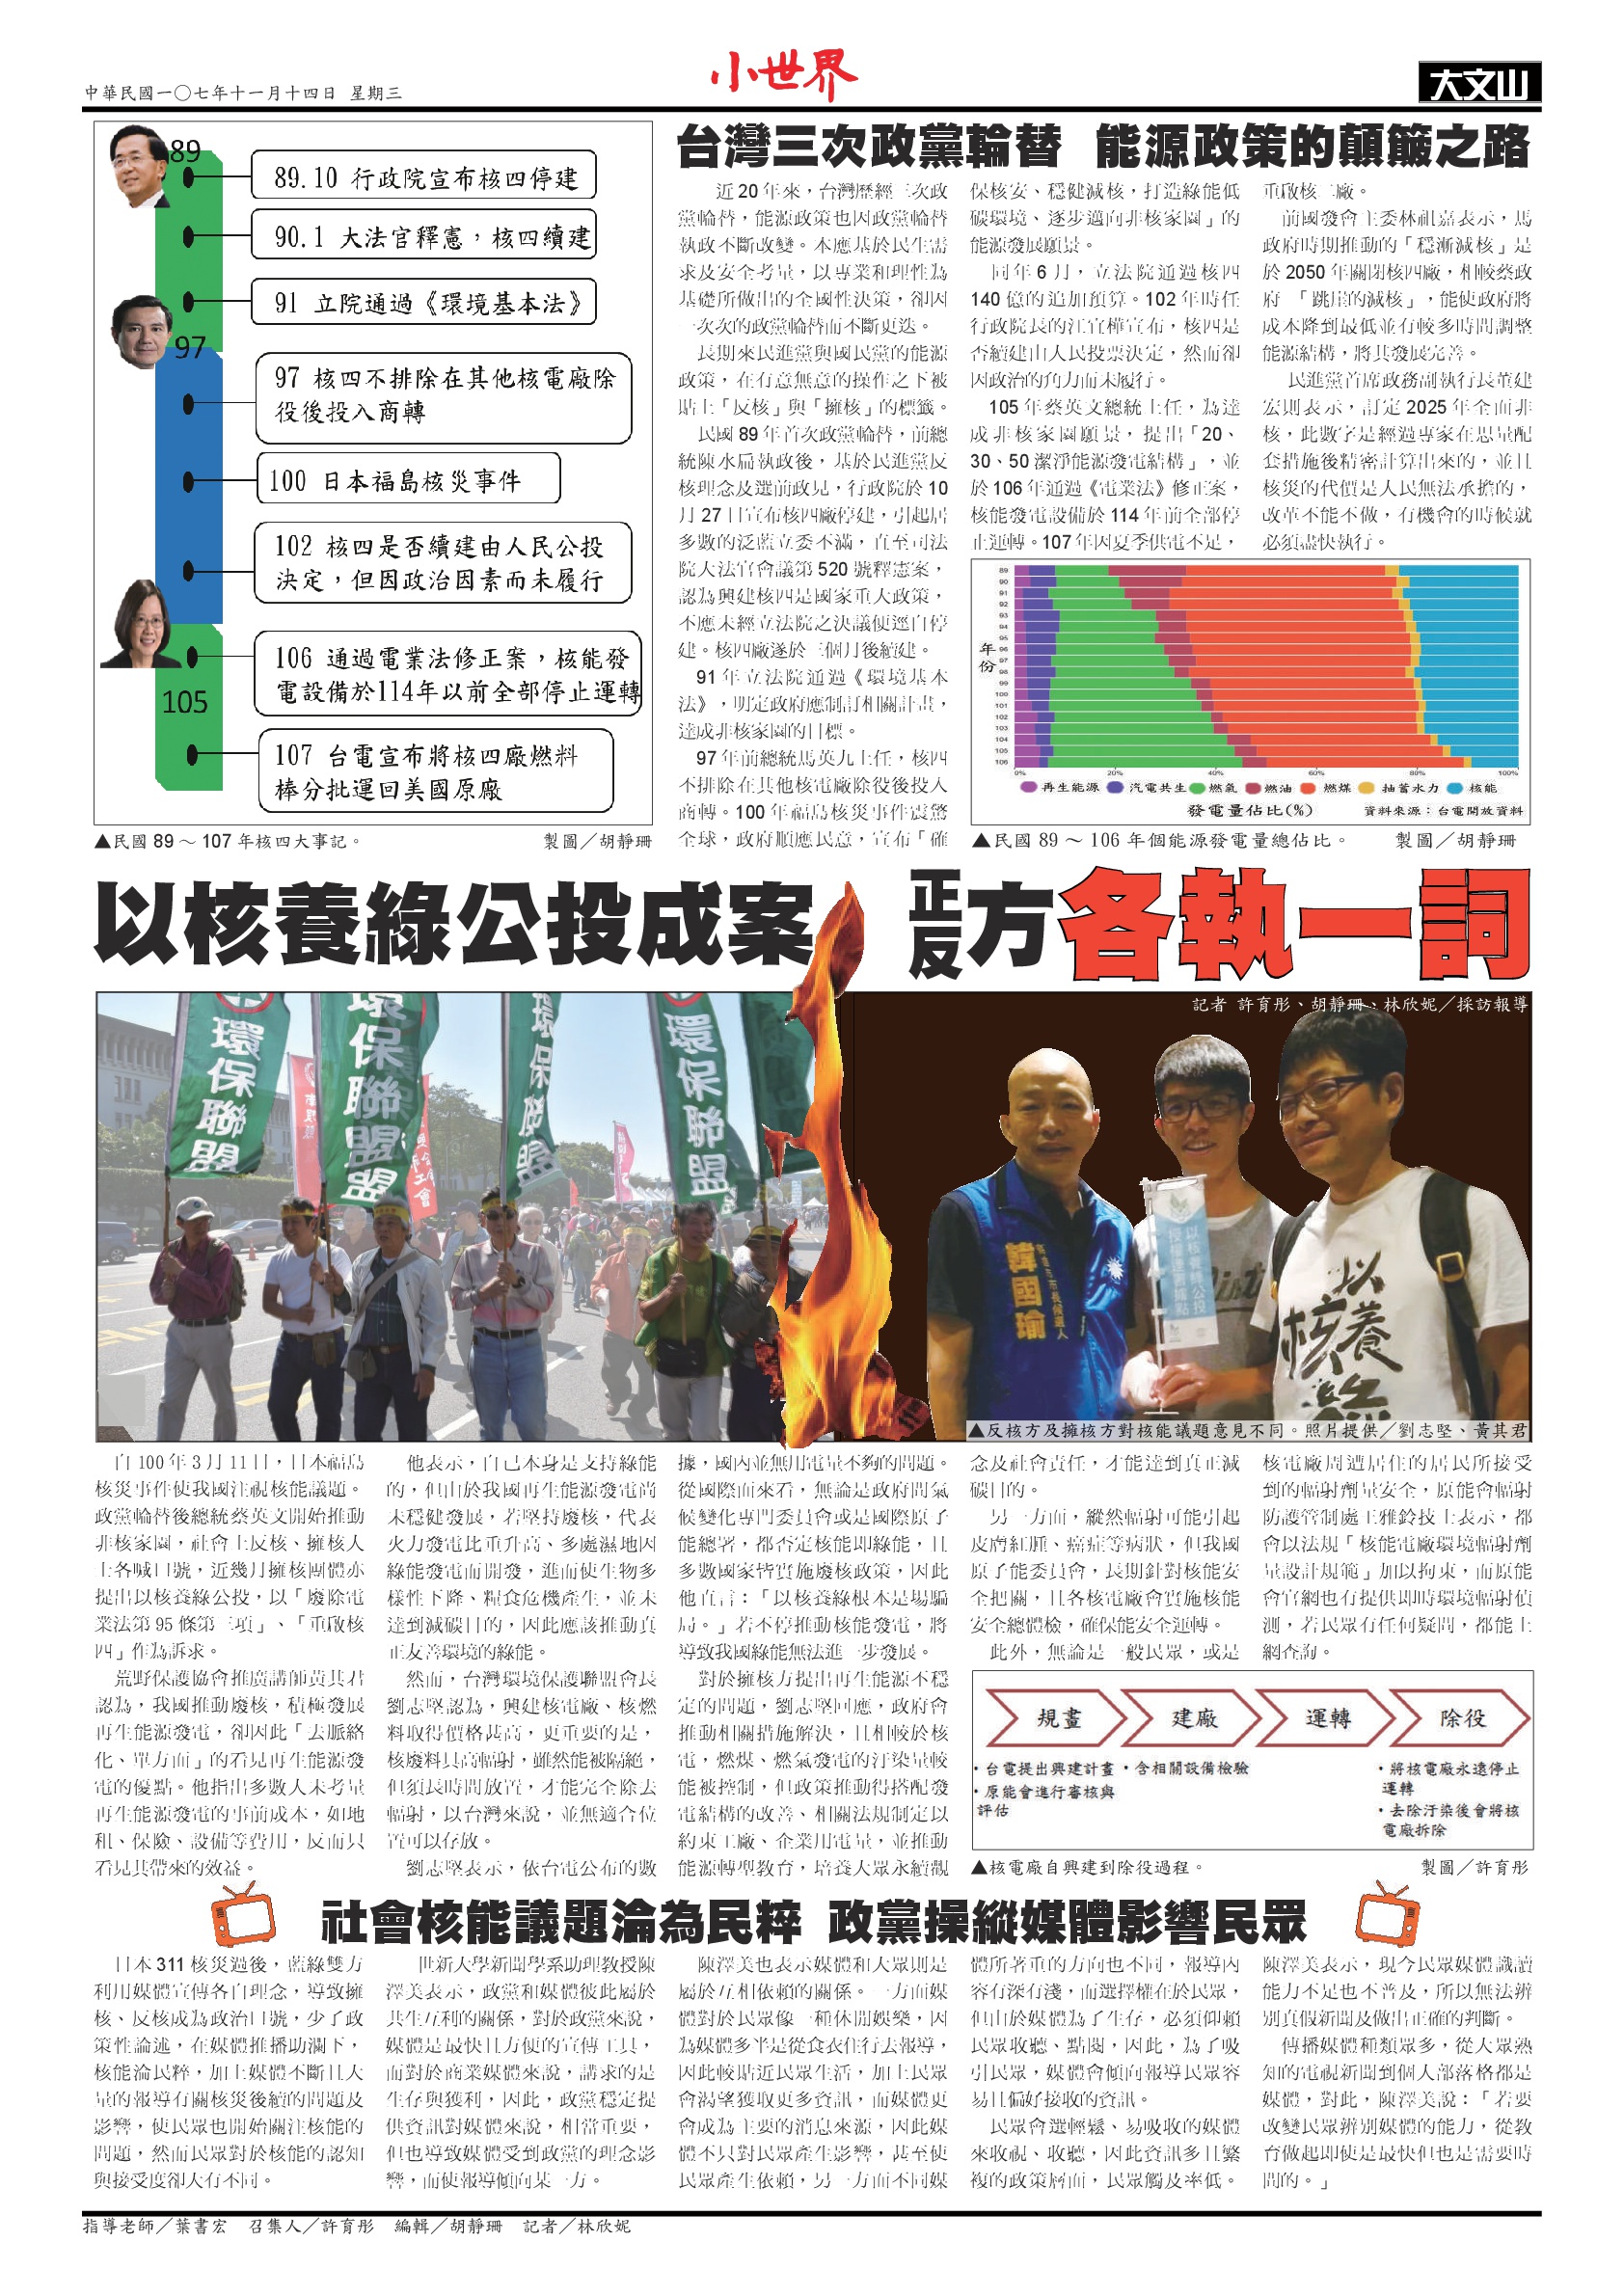 中華民國一○七年十一月十四日 星期三
小世界
大文山
89
89.10 行政院宣布核四停建
90.1 大法官釋憲，核四續建
91 立院通過《環境基本法》
97
97 核四不排除在其他核電廠除
役後投入商轉
100 日本福島核災事件
102 核四是否續建由人民公投
決定，但因政治因素而未履行
106 通過電業法修正案，核能發
電設備於114年以前全部停止運轉
105
107 台電宣布將核四廠燃料
棒分批運回美國原廠
▲民國 89 ～ 107 年核四大事記。 製圖／胡靜珊
台灣三次政黨輪替 能源政策的顛簸之路
近 20 年來，台灣歷經三次政
黨輪替，能源政策也因政黨輪替
執政不斷改變。本應基於民生需
求及安全考量，以專業和理性為
基礎所做出的全國性決策，卻因
一次次的政黨輪替而不斷更迭。
長期來民進黨與國民黨的能源
政策，在有意無意的操作之下被
貼上「反核」與「擁核」的標籤。
民國 89 年首次政黨輪替，前總
統陳水扁執政後，基於民進黨反
核理念及選前政見，行政院於 10
月 27 日宣布核四廠停建，引起居
多數的泛藍立委不滿，直至司法
院大法官會議第 520 號釋憲案，
認為興建核四是國家重大政策，
不應未經立法院之決議便逕自停
建。核四廠遂於三個月後續建。
91 年立法院通過《環境基本
法》，明定政府應制訂相關計畫，
達成非核家園的目標。
97 年前總統馬英九上任，核四
不排除在其他核電廠除役後投入
商轉。100 年福島核災事件震驚
全球，政府順應民意，宣布「確
保核安、穩健減核，打造綠能低
碳環境、逐步邁向非核家園」的
能源發展願景。
同年 6 月，立法院通過核四
140 億的追加預算。102 年時任
行政院長的江宜樺宣布，核四是
否續建由人民投票決定，然而卻
因政治的角力而未履行。
105 年蔡英文總統上任，為達
成非核家園願景，提出「20、
30、50 潔淨能源發電結構」，並
於 106 年通過《電業法》修正案，
核能發電設備於 114 年前全部停
止運轉。107 年因夏季供電不足，
重啟核二廠。
前國發會主委林祖嘉表示，馬
政府時期推動的「穩漸減核」是
於 2050 年關閉核四廠，相較蔡政
府 「跳崖的減核」，能使政府將
成本降到最低並有較多時間調整
能源結構，將其發展完善。
民進黨首席政務副執行長董建
宏則表示，訂定 2025 年全面非
核，此數字是經過專家在思量配
套措施後精密計算出來的，並且
核災的代價是人民無法承擔的，
改革不能不做，有機會的時候就
必須盡快執行。
年份
89
90
91
92
93
94
95
96
97
98
99
100
101
102
103
104
105
106
0% 20% 40% 60% 80% 100%
再生能源 汽電共生 燃氣 燃油 燃煤 抽蓄水力 核能
發電量佔比(%) 資料來源：台電開放資料
▲民國 89 ～ 106 年個能源發電量總佔比。 製圖／胡靜珊
以核養綠公投成案 正反方各執一詞
記者 許育彤、胡靜珊、林欣妮／採訪報導
環保聯盟
環保聯盟
環保聯盟
環保聯盟
韓國瑜
以核養綠
▲反核方及擁核方對核能議題意見不同。照片提供／劉志堅、黃其君
自 100 年 3 月 11 日，日本福島
核災事件使我國注視核能議題。
政黨輪替後總統蔡英文開始推動
非核家園，社會上反核、擁核人
士各喊口號，近幾月擁核團體亦
提出以核養綠公投，以「廢除電
業法第 95 條第一項」、「重啟核
四」作為訴求。
荒野保護協會推廣講師黃其君
認為，我國推動廢核，積極發展
再生能源發電，卻因此「去脈絡
化、單方面」的看見再生能源發
電的優點。他指出多數人未考量
再生能源發電的事前成本，如地
租、保險、設備等費用，反而只
看見其帶來的效益。
他表示，自己本身是支持綠能
的，但由於我國再生能源發電尚
未穩健發展，若堅持廢核，代表
火力發電比重升高、多處濕地因
綠能發電而開發，進而使生物多
樣性下降、糧食危機產生，並未
達到減碳目的，因此應該推動真
正友善環境的綠能。
然而，台灣環境保護聯盟會長
劉志堅認為，興建核電廠、核燃
料取得價格甚高，更重要的是，
核廢料具高輻射，雖然能被隔絕，
但須長時間放置，才能完全除去
輻射，以台灣來說，並無適合位
置可以存放。
劉志堅表示，依台電公布的數
據，國內並無用電量不夠的問題。
從國際面來看，無論是政府間氣
候變化專門委員會或是國際原子
能總署，都否定核能即綠能，且
多數國家皆實施廢核政策，因此
他直言：「以核養綠根本是場騙
局。」若不停推動核能發電，將
導致我國綠能無法進一步發展。
對於擁核方提出再生能源不穩
定的問題，劉志堅回應，政府會
推動相關措施解決，且相較於核
電，燃煤、燃氣發電的汙染量較
能被控制，但政策推動得搭配發
電結構的改善、相關法規制定以
約束工廠、企業用電量，並推動
能源轉型教育，培養大眾永續觀
念及社會責任，才能達到真正減
碳目的。
另一方面，縱然輻射可能引起
皮膚紅腫、癌症等病狀，但我國
原子能委員會，長期針對核能安
全把關，且各核電廠會實施核能
安全總體檢，確保能安全運轉。
此外，無論是一般民眾，或是
核電廠周遭居住的居民所接受
到的輻射劑量安全，原能會輻射
防護管制處王雅鈴技士表示，都
會以法規「核能電廠環境輻射劑
量設計規範」加以拘束，而原能
會官網也有提供即時環境輻射偵
測，若民眾有任何疑問，都能上
網查詢。
規畫 建廠 運轉 除役
・台電提出興建計畫
・原能會進行審核與
評估
・含相關設備檢驗
・將核電廠永遠停止
運轉
・去除汙染後會將核
電廠拆除
▲核電廠自興建到除役過程。 製圖／許育彤
社會核能議題淪為民粹 政黨操縱媒體影響民眾
日本 311 核災過後，藍綠雙方
利用媒體宣傳各自理念，導致擁
核、反核成為政治口號，少了政
策性論述，在媒體推播助瀾下，
核能淪民粹，加上媒體不斷且大
量的報導有關核災後續的問題及
影響，使民眾也開始關注核能的
問題，然而民眾對於核能的認知
與接受度卻大有不同。
世新大學新聞學系助理教授陳
澤美表示，政黨和媒體彼此屬於
共生互利的關係，對於政黨來說，
媒體是最快且方便的宣傳工具，
而對於商業媒體來說，講求的是
生存與獲利，因此，政黨穩定提
供資訊對媒體來說，相當重要，
但也導致媒體受到政黨的理念影
響，而使報導傾向某一方。
陳澤美也表示媒體和大眾則是
屬於互相依賴的關係。一方面媒
體對於民眾像一種休閒娛樂，因
為媒體多半是從食衣住行去報導，
因此較貼近民眾生活，加上民眾
會渴望獲取更多資訊，而媒體更
會成為主要的消息來源，因此媒
體不只對民眾產生影響，甚至使
民眾產生依賴，另一方面不同媒
體所著重的方向也不同，報導內
容有深有淺，而選擇權在於民眾，
但由於媒體為了生存，必須仰賴
民眾收聽、點閱，因此，為了吸
引民眾，媒體會傾向報導民眾容
易且偏好接收的資訊。
民眾會選輕鬆、易吸收的媒體
來收視、收聽，因此資訊多且繁
複的政策層面，民眾觸及率低。
陳澤美表示，現今民眾媒體識讀
能力不足也不普及，所以無法辨
別真假新聞及做出正確的判斷。
傳播媒體種類眾多，從大眾熟
知的電視新聞到個人部落格都是
媒體，對此，陳澤美說：「若要
改變民眾辨別媒體的能力，從教
育做起即使是最快但也是需要時
間的。」
指導老師／葉書宏 召集人／許育彤 編輯／胡靜珊 記者／林欣妮